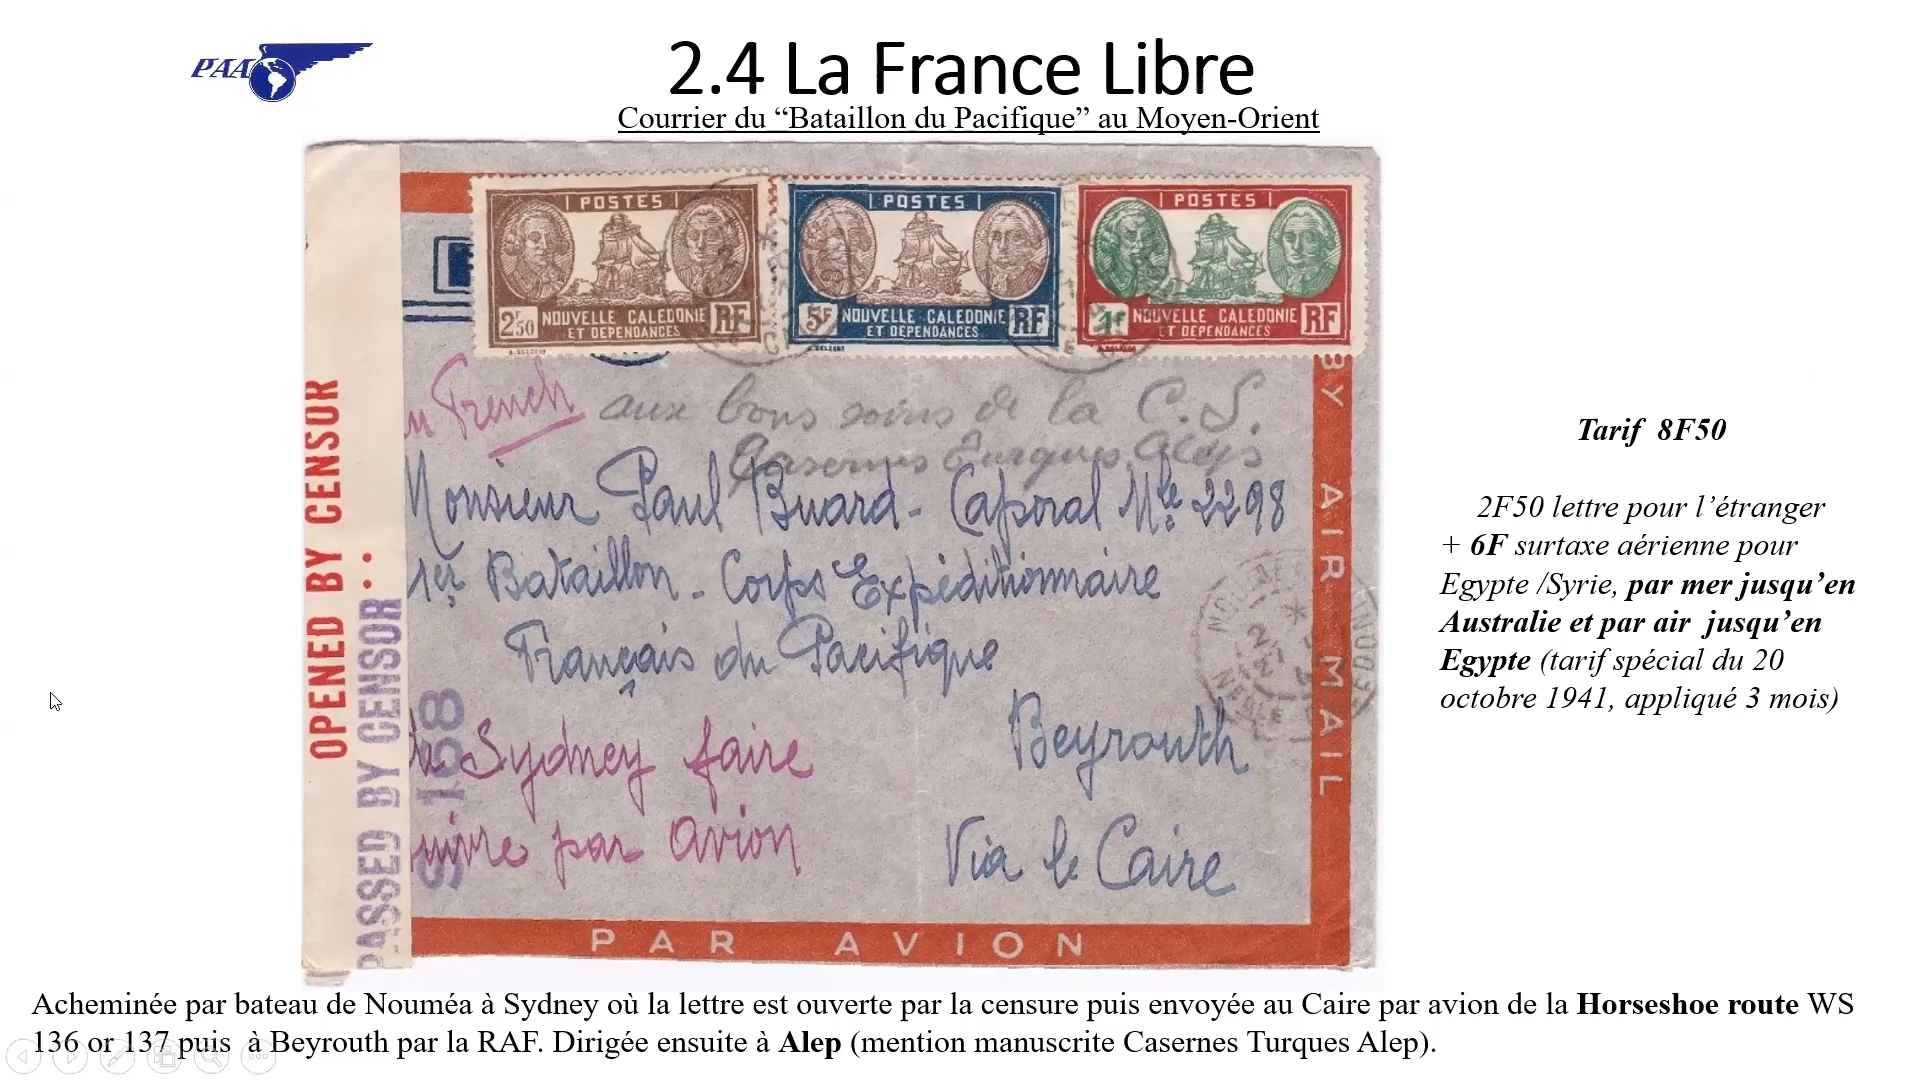 PAA
2.4 La France Libre
Courrier du “Bataillon du Pacifique” au Moyen-Orient
POSTES
POSTES
POSTES
2F50 NOUVELLE CALEDONIE ET DEPENDANCES RF
5F NOUVELLE CALEDONIE ET DEPENDANCES RF
1f NOUVELLE CALEDONIE ET DEPENDANCES RF
French
aux bons soins de la C. S.
Casernes Turques Alep
Monsieur Paul Buard - Caporal Mle 2298
1er Bataillon - Corps Expéditionnaire
Français du Pacifique
Beyrouth
Via le Caire
Sydney faire
par avion
OPENED BY CENSOR
PASSED BY CENSOR
S.168
BY AIR MAIL
PAR AVION
Tarif 8F50
2F50 lettre pour l’étranger
+ 6F surtaxe aérienne pour
Egypte /Syrie, par mer jusqu’en
Australie et par air jusqu’en
Egypte (tarif spécial du 20
octobre 1941, appliqué 3 mois)
Acheminée par bateau de Nouméa à Sydney où la lettre est ouverte par la censure puis envoyée au Caire par avion de la Horseshoe route WS
136 or 137 puis à Beyrouth par la RAF. Dirigée ensuite à Alep (mention manuscrite Casernes Turques Alep).